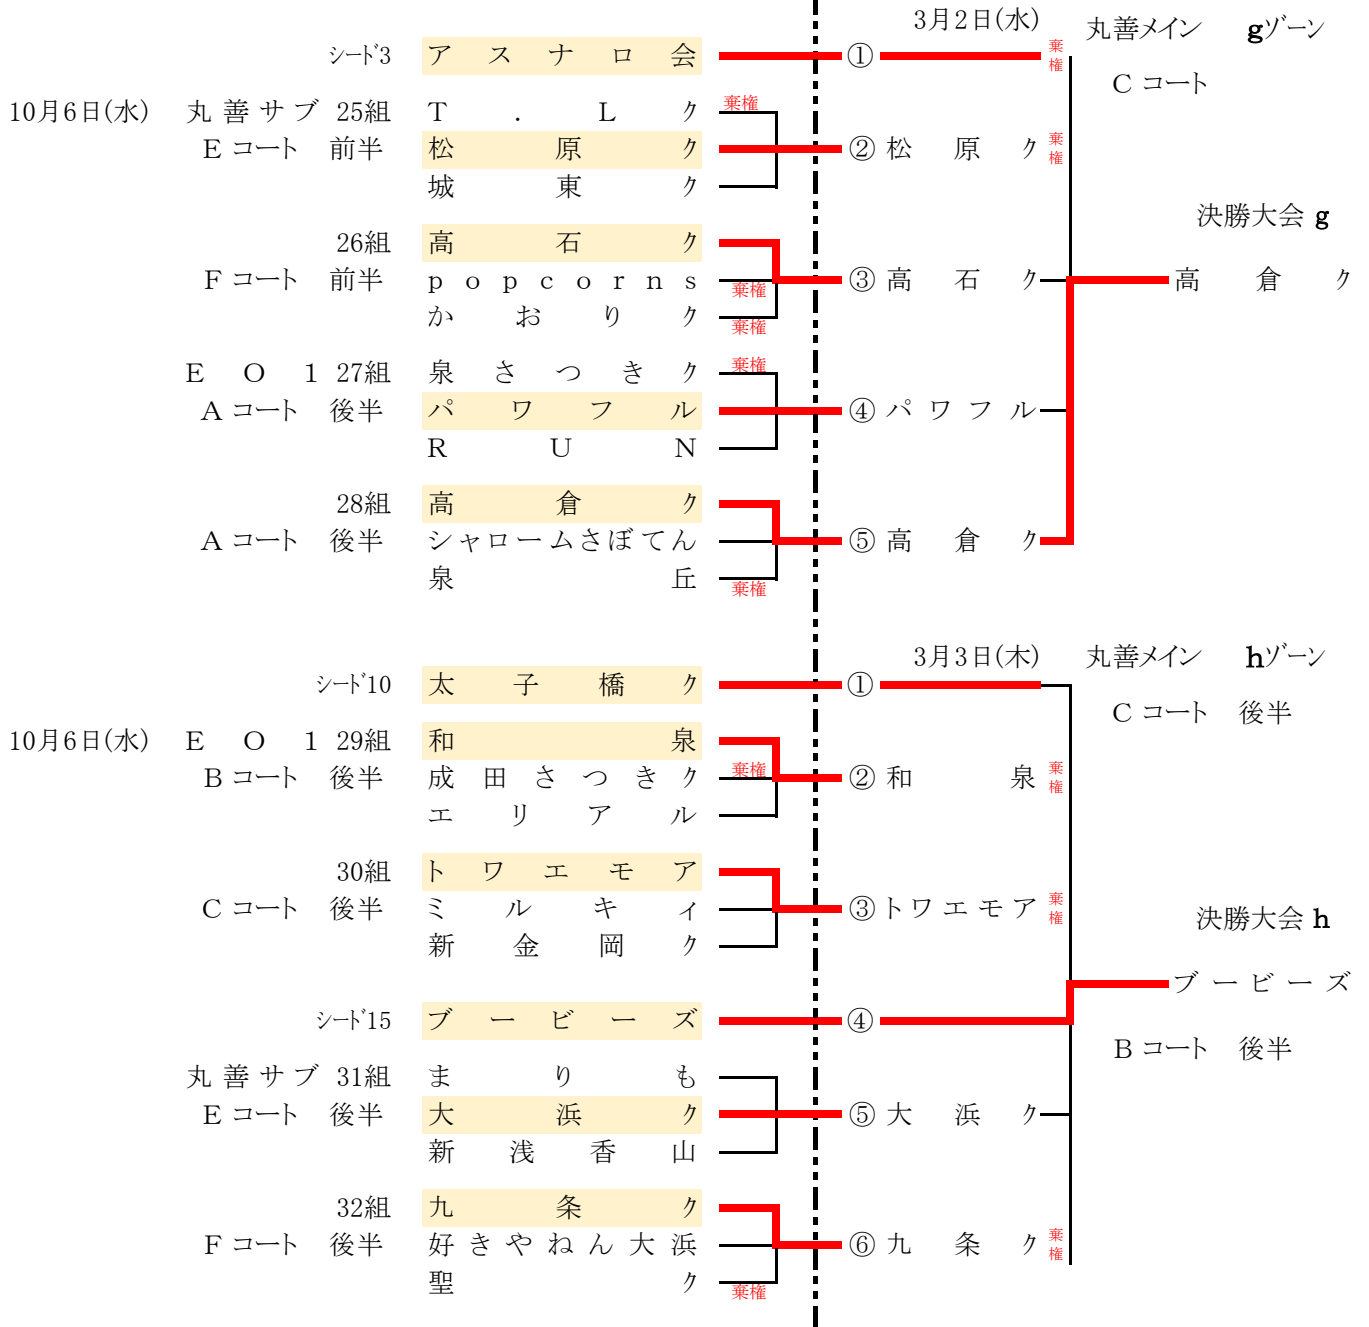 3月2日(水) 丸善メイン gゾーン
シード3 アスナロ会 ① 棄権
Cコート
10月6日(水) 丸善サブ 25組 T.Lク 棄権
Eコート 前半 松原ク ② 松原ク 棄権
城東ク
決勝大会 g
26組 高石ク
Fコート 前半 popcorns 棄権 ③ 高石ク 高倉ク
かおりク 棄権
EO1 27組 泉さつきク 棄権
Aコート 後半 パワフル ④ パワフル
RUN
28組 高倉ク
Aコート 後半 シャロームさぼてん ⑤ 高倉ク
泉丘 棄権
3月3日(木) 丸善メイン hゾーン
シード10 太子橋ク ①
Cコート 後半
10月6日(水) EO1 29組 和泉
Bコート 後半 成田さつきク 棄権 ② 和泉 棄権
エリアル
30組 トワエモア
Cコート 後半 ミルキィ ③ トワエモア 棄権
決勝大会 h
新金岡ク
ブービーズ
シード15 ブービーズ ④
Bコート 後半
丸善サブ 31組 まりも
Eコート 後半 大浜ク ⑤ 大浜ク
新浅香山
32組 九条ク
Fコート 後半 好きやねん大浜 ⑥ 九条ク 棄権
聖ク 棄権